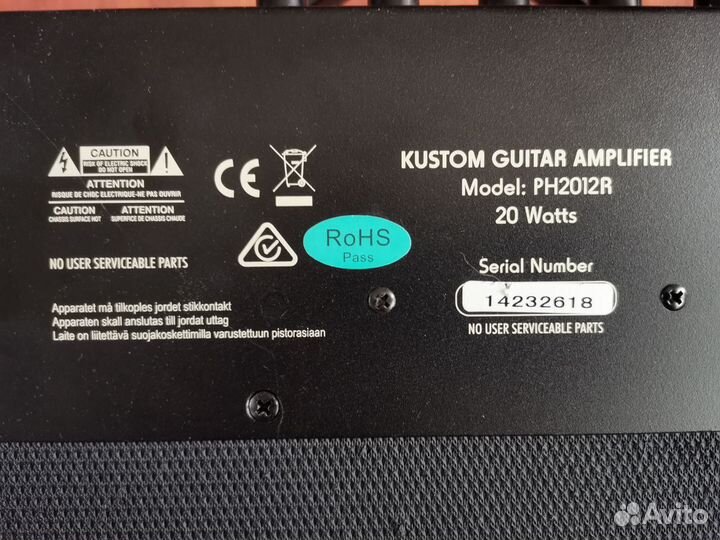 CAUTION
RISK OF ELECTRIC SHOCK
DO NOT OPEN
ATTENTION
RISQUE DE CHOC ELECTRIQUE-NE PAS OUVRIR
CAUTION
CHASSIS SURFACE HOT
ATTENTION
SUPERFICE DE CHASSIS CHAUDE
NO USER SERVICEABLE PARTS
CE
RoHS
Pass
Apparatet må tilkoples jordet stikkontakt
Apparaten skall anslutas till jordat uttag
Laite on liitettävä suojakoskettimilla varustettuun pistorasiaan
KUSTOM GUITAR AMPLIFIER
Model: PH2012R
20 Watts
Serial Number
14232618
NO USER SERVICEABLE PARTS
Avito